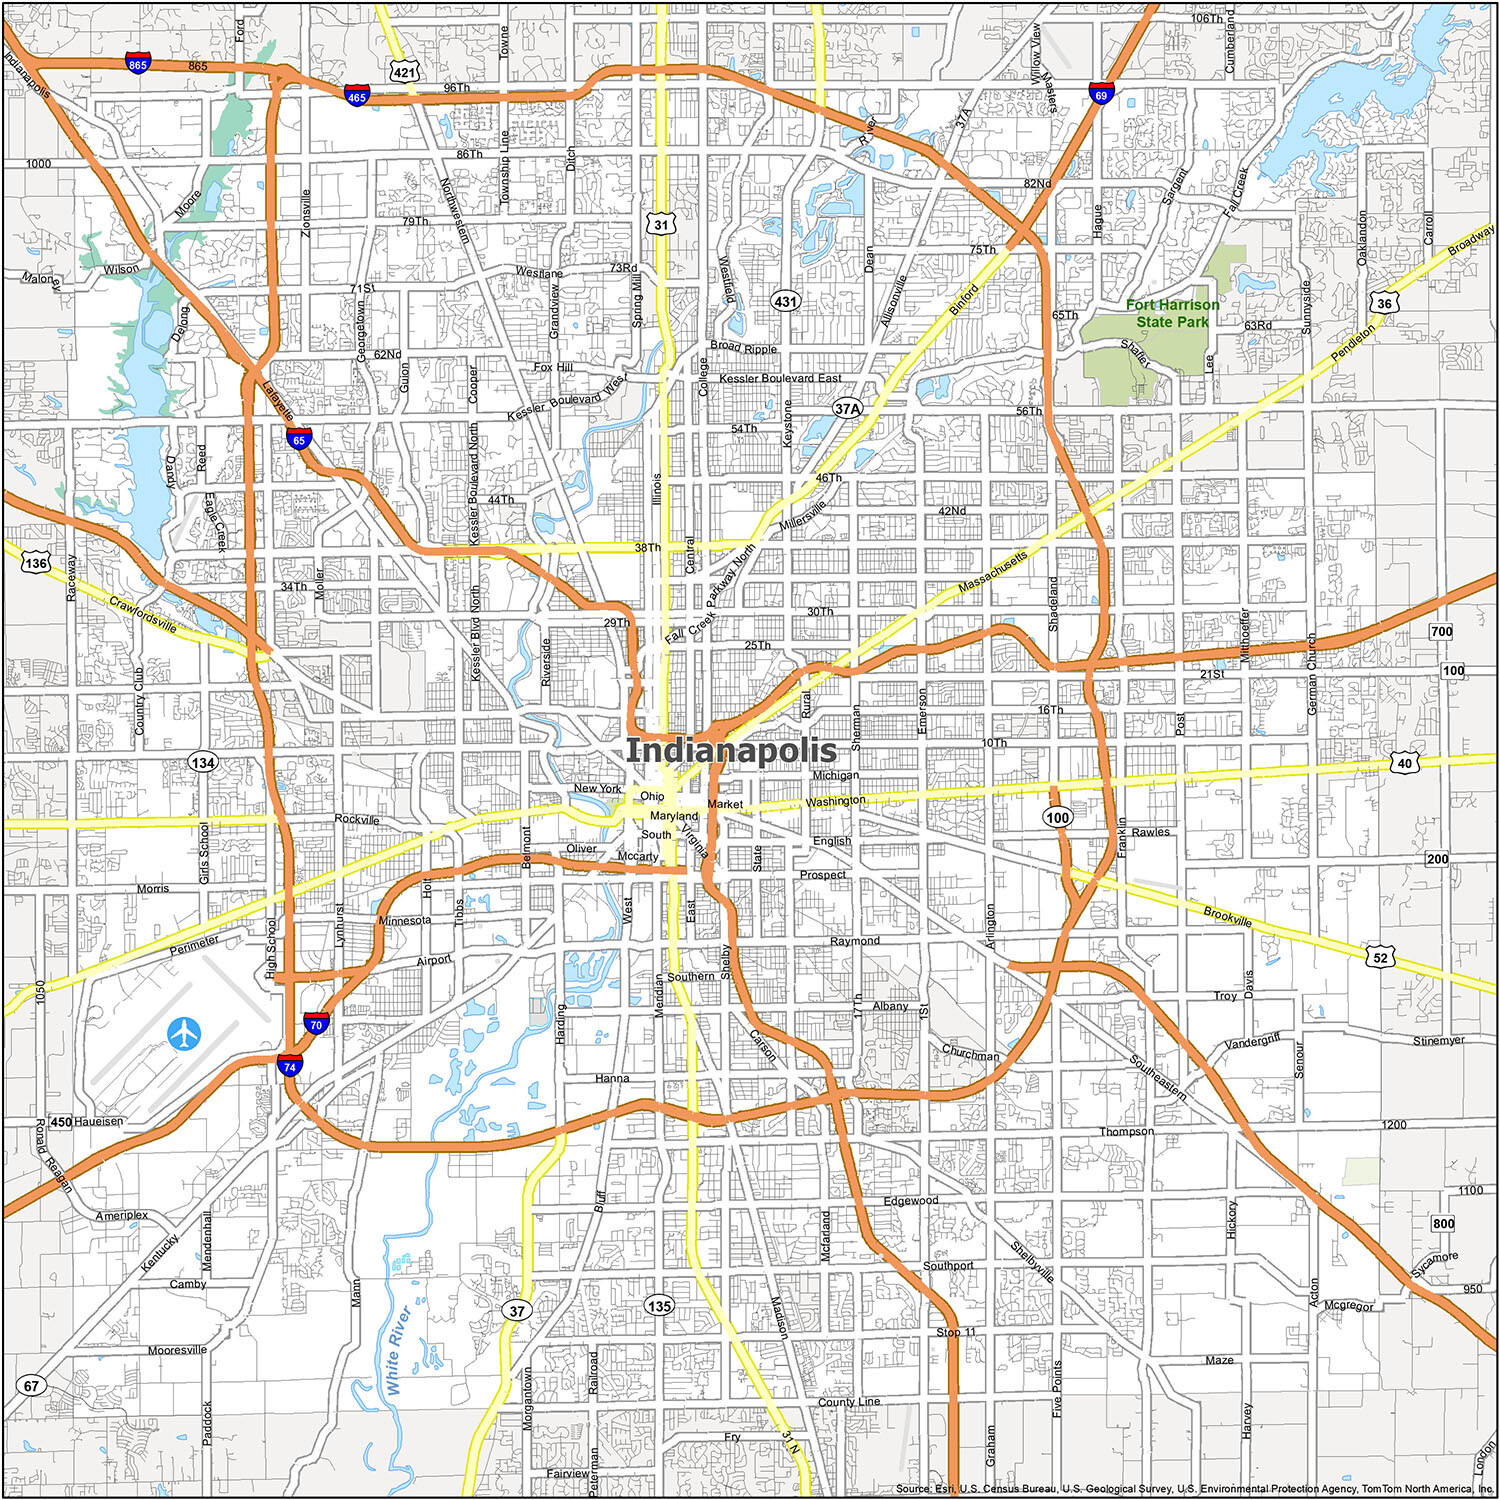 106Th
Cumberland
Willow View
Masters
Ford
Towne
421
865
865
465
96Th
69
37A
River
Indianapolis
1000
86Th
Township Line
Ditch
Northwestern
82Nd
Sargent
Fall Creek
Hague
Moore
Zionsville
79Th
31
Oaklandon
Carroll
Broadway
Dean
75Th
Wilson
Maloney
Westlane
73Rd
Westfield
Spring Mill
Grandview
71St
Georgetown
Delong
431
Allisonville
Binford
Fort Harrison
State Park
36
Sunnyside
65Th
63Rd
Pendleton
Shafter
Lee
62Nd
Guion
Cooper
Fox Hill
Broad Ripple
College
Kessler Boulevard East
Kessler Boulevard West
Lafayette
65
37A
Keystone
56Th
54Th
Reed
Dandy
Eagle Creek
Kessler Boulevard North
44Th
Illinois
46Th
Millersville
42Nd
38Th
Central
136
Raceway
Crawfordsville
34Th
Moller
Kessler Blvd North
29Th
Fall Creek Parkway North
Massachusetts
30Th
Shadeland
25Th
Riverside
Mitthoeffer
German Church
700
100
21St
Country Club
Rural
Sherman
Emerson
16Th
Post
10Th
134
Indianapolis
40
Michigan
New York
Ohio
Market
Washington
Maryland
South
Virginia
100
Rockville
Girls School
Belmont
Oliver
Mccarty
State
English
Franklin
Rawles
200
Prospect
Morris
Holt
Tibbs
West
East
Lynhurst
Minnesota
High School
Perimeter
Airport
Arlington
Brookville
52
Raymond
Shelby
Southern
Meridian
1050
Davis
Troy
Albany
17Th
1St
Harding
70
74
Carson
Churchman
Vandergriff
Senour
Stinemyer
Southeastern
Hanna
450
Haueisen
Ronald Reagan
1200
Thompson
1100
Edgewood
Ameriplex
Bluff
Mcfarland
Hickory
800
Kentucky
Mendenhall
Shelbyville
Southport
Sycamore
Camby
Mann
950
Acton
Mcgregor
37
135
Madison
White River
Stop 11
Mooresville
Maze
67
Railroad
Morgantown
Five Points
County Line
Paddock
Harvey
Graham
31 N
Fry
Peterman
Fairview
London
Source: Esri, U.S. Census Bureau, U.S. Geological Survey, U.S. Environmental Protection Agency, TomTom North America, Inc.